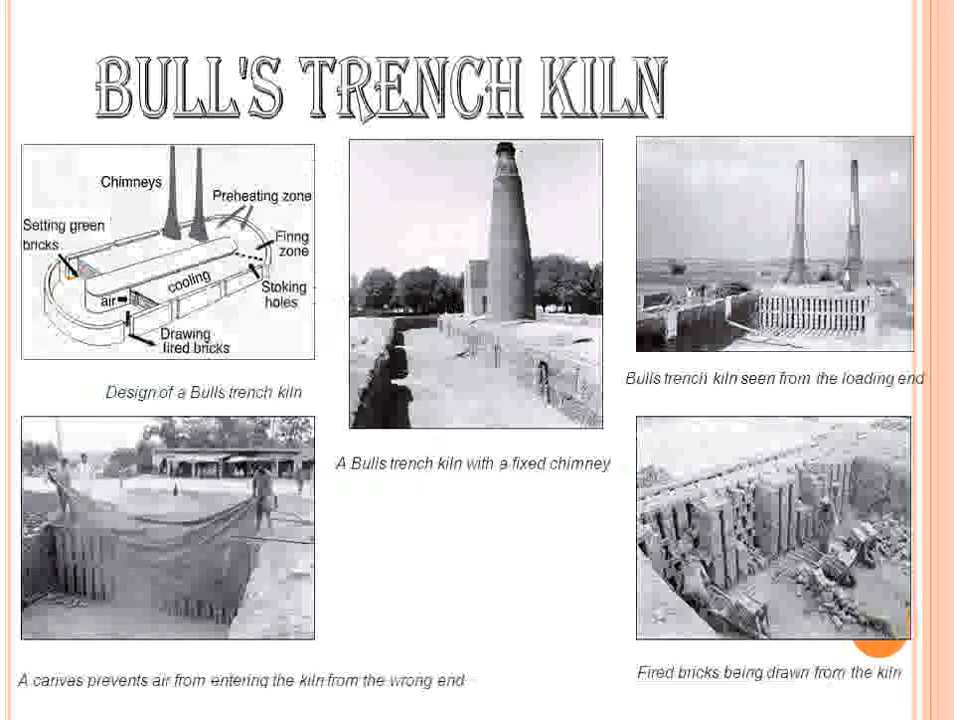 BULL'S TRENCH KILN
Chimneys
Preheating zone
Setting green
bricks
Firing
zone
cooling
air
Stoking
holes
Drawing
fired bricks
Design of a Bulls trench kiln
A Bulls trench kiln with a fixed chimney
Bulls trench kiln seen from the loading end
A canves prevents air from entering the kiln from the wrong end
Fired bricks being drawn from the kiln